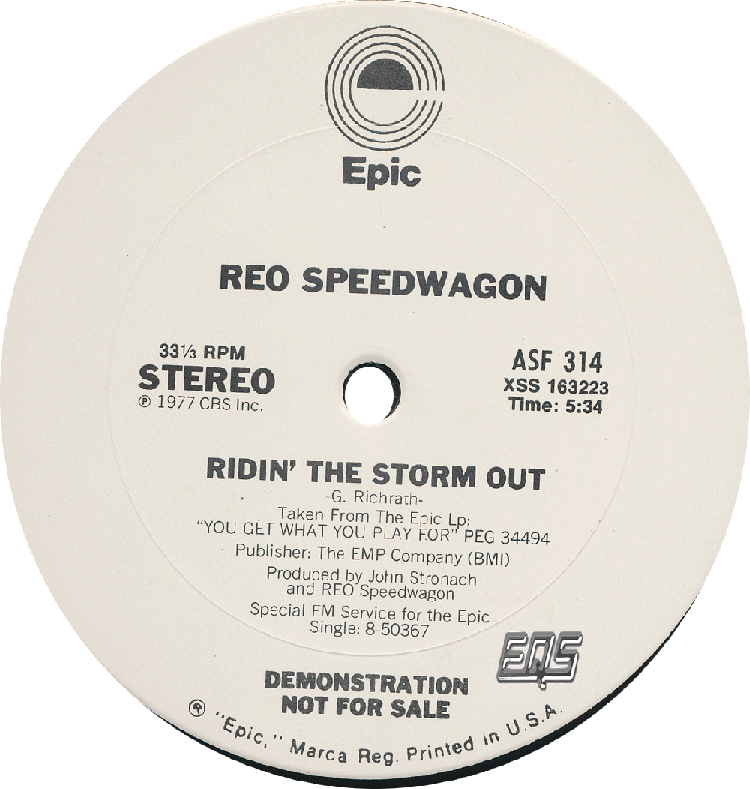 Epic
REO SPEEDWAGON
33⅓ RPM
STEREO
℗ 1977 CBS Inc.
ASF 314
XSS 163223
Time: 5:34
RIDIN' THE STORM OUT
-G. Richrath-
Taken From The Epic Lp:
"YOU GET WHAT YOU PLAY FOR" PEG 34494
Publisher: The EMP Company (BMI)
Produced by John Stronach
and REO Speedwagon
Special FM Service for the Epic
Single: 8-50367
EQS
DEMONSTRATION
NOT FOR SALE
® "Epic," Marca Reg. Printed in U.S.A.